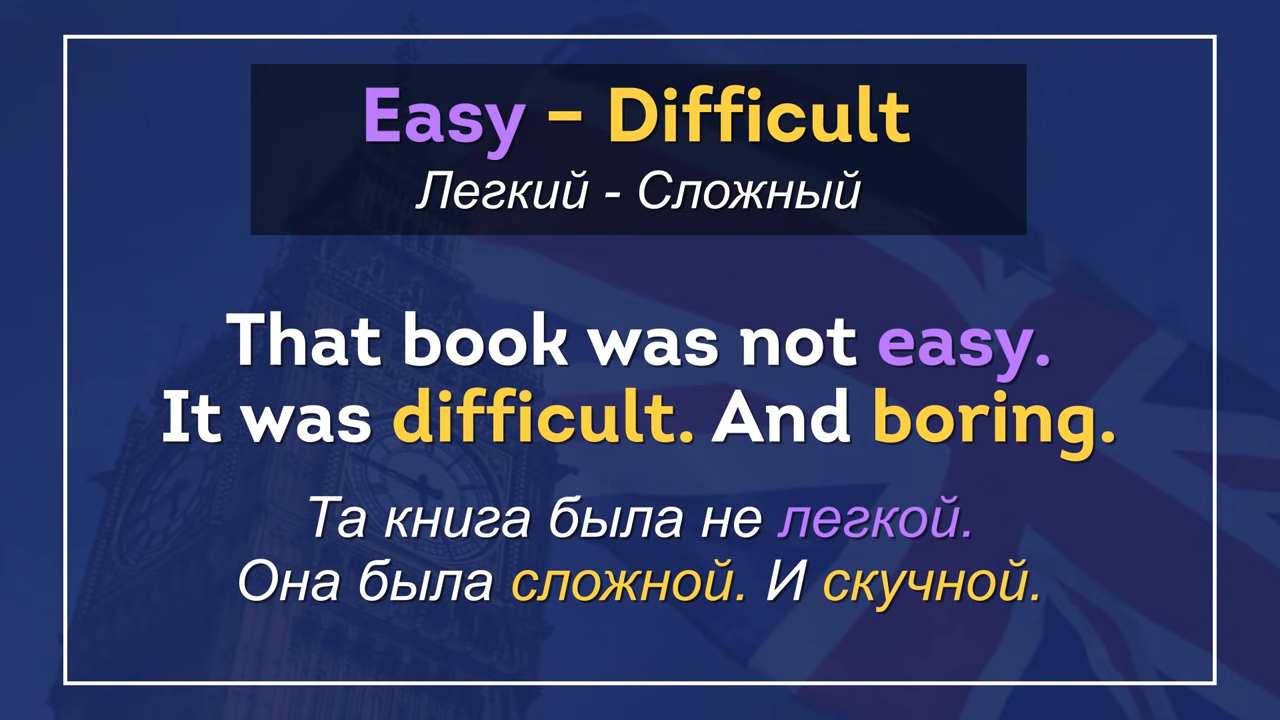 Easy – Difficult
Легкий - Сложный
That book was not easy.
It was difficult. And boring.
Та книга была не легкой.
Она была сложной. И скучной.